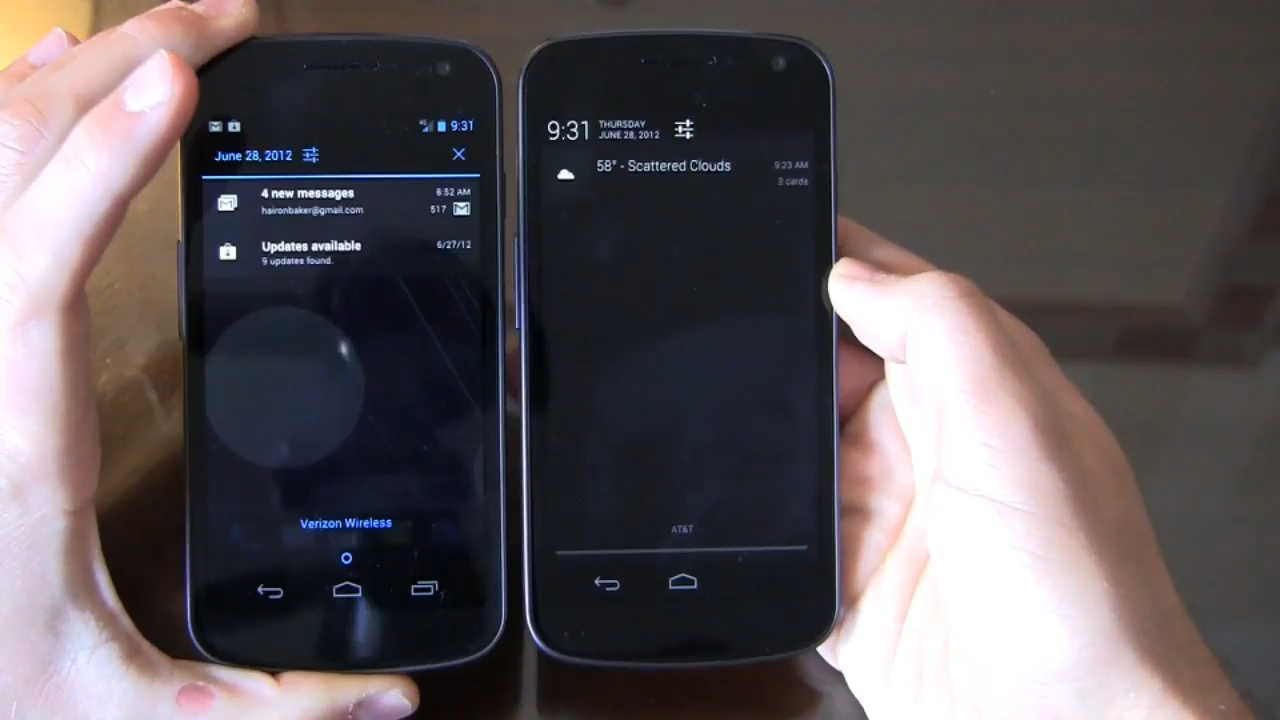 4G 9:31
June 28, 2012
4 new messages 8:52 AM
haironbaker@gmail.com 517
Updates available 6/27/12
9 updates found.
Verizon Wireless
9:31 THURSDAY
JUNE 28, 2012
58° - Scattered Clouds 9:23 AM
3 cards
AT&T